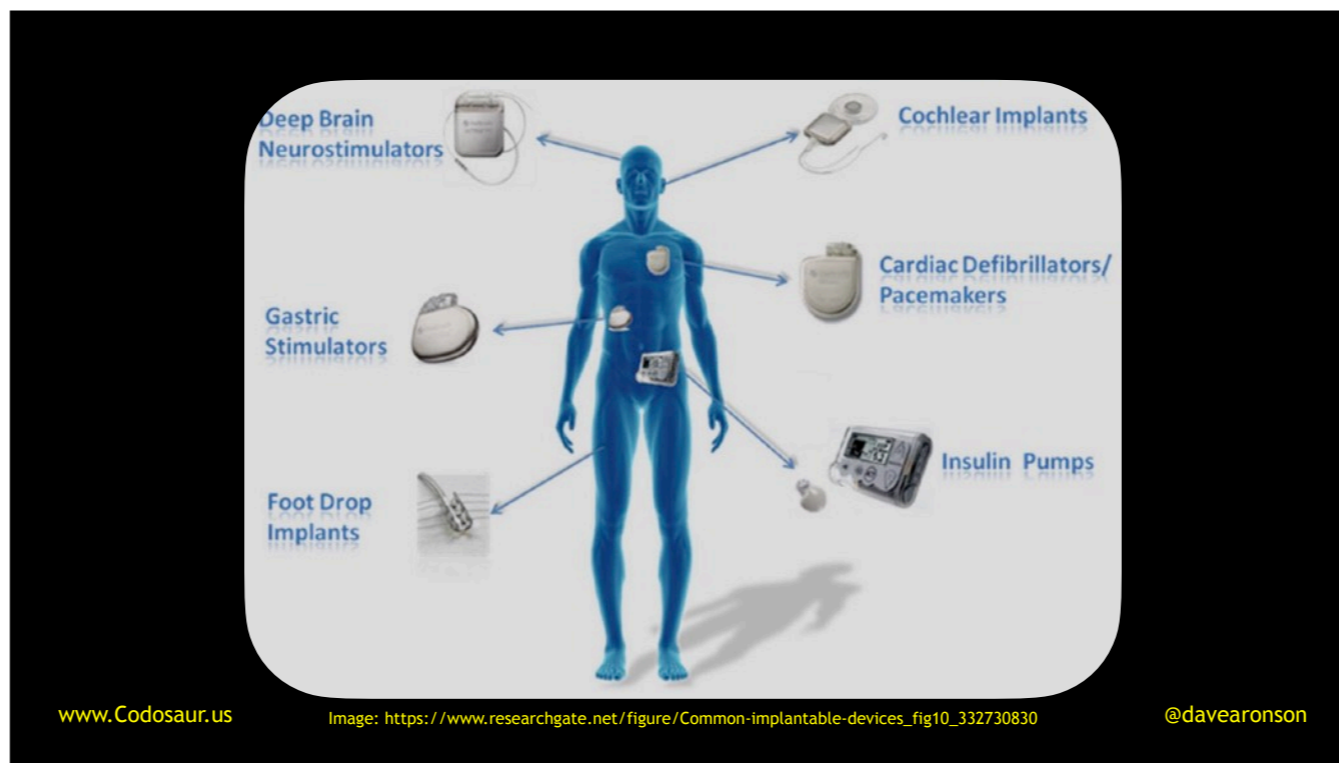 Deep Brain
Neurostimulators
Cochlear Implants
Cardiac Defibrillators/
Pacemakers
Gastric
Stimulators
Insulin Pumps
Foot Drop
Implants
www.Codosaur.us
Image: https://www.researchgate.net/figure/Common-implantable-devices_fig10_332730830
@davearonson